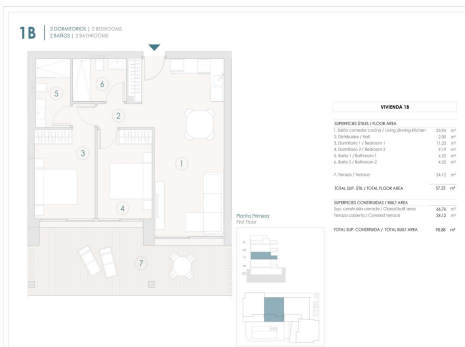 1B
2 DORMITORIOS | 2 BEDROOMS
2 BAÑOS | 2 BATHROOMS
5
6
2
3
1
4
7
Planta Primera
First Floor
VIVIENDA 1B
SUPERFICIES ÚTILES / FLOOR AREA
1. Salón comedor cocina / Living dinning kitchen 25,96 m²
2. Distribuidor / Hall 2,00 m²
3. Dormitorio 1 / Bedroom 1 11,23 m²
4. Dormitorio 2 / Bedroom 2 9,19 m²
5. Baño 1 / Bathroom 1 4,52 m²
6. Baño 2 / Bathroom 2 4,32 m²
7. Terraza / Terrace 24,12 m²
TOTAL SUP. ÚTIL / TOTAL FLOOR AREA 57,22 m²
SUPERFICIES CONSTRUIDAS / BUILT AREA
Sup. construida cerrada / Closed built area 66,76 m²
Terraza cubierta / Covered terrace 24,12 m²
TOTAL SUP. CONSTRUIDA / TOTAL BUILT AREA 90,88 m²